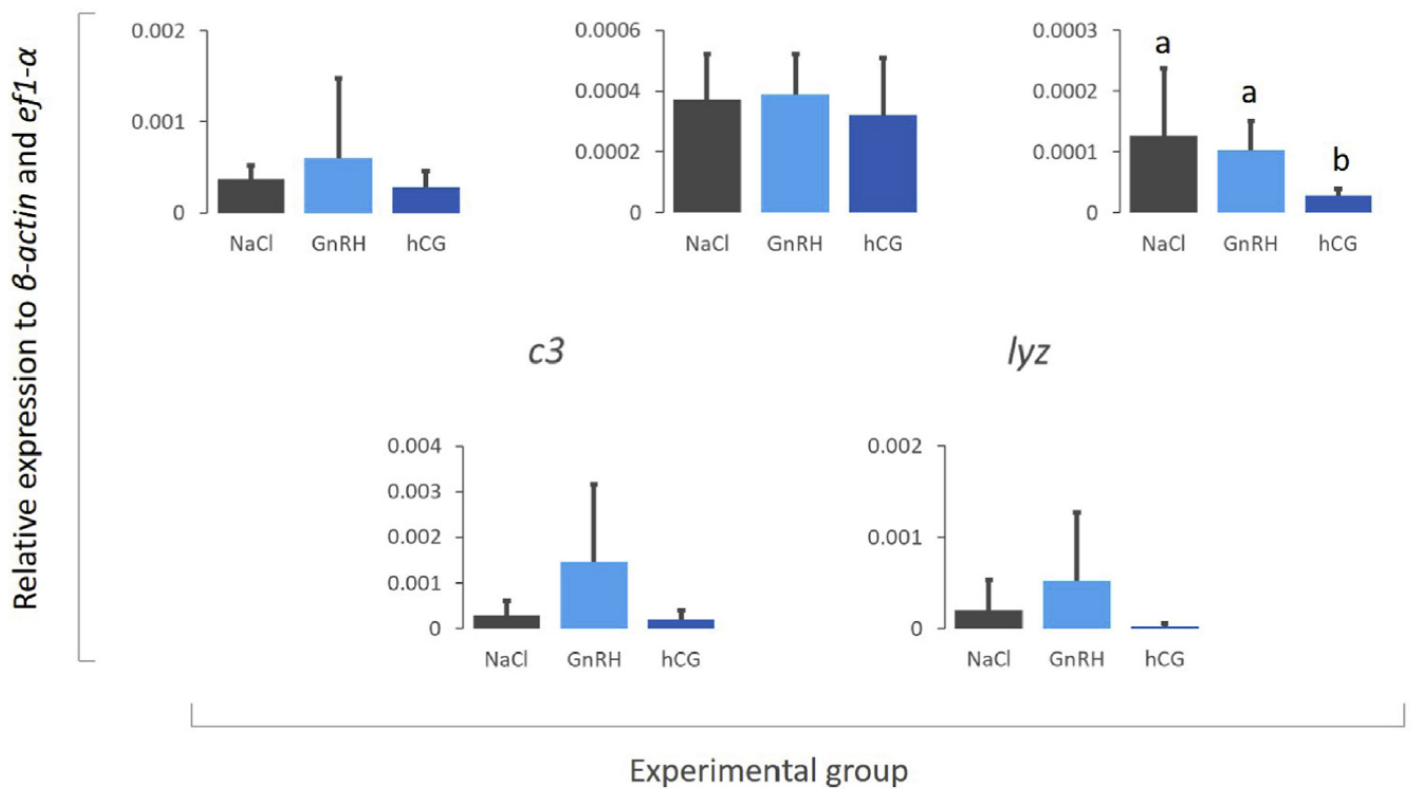 Relative expression to β-actin and ef1-α
0.002
0.001
0
NaCl GnRH hCG
0.0006
0.0004
0.0002
0
NaCl GnRH hCG
0.0003
0.0002
0.0001
0
a
a
b
NaCl GnRH hCG
c3
0.004
0.003
0.002
0.001
0
NaCl GnRH hCG
lyz
0.002
0.001
0
NaCl GnRH hCG
Experimental group